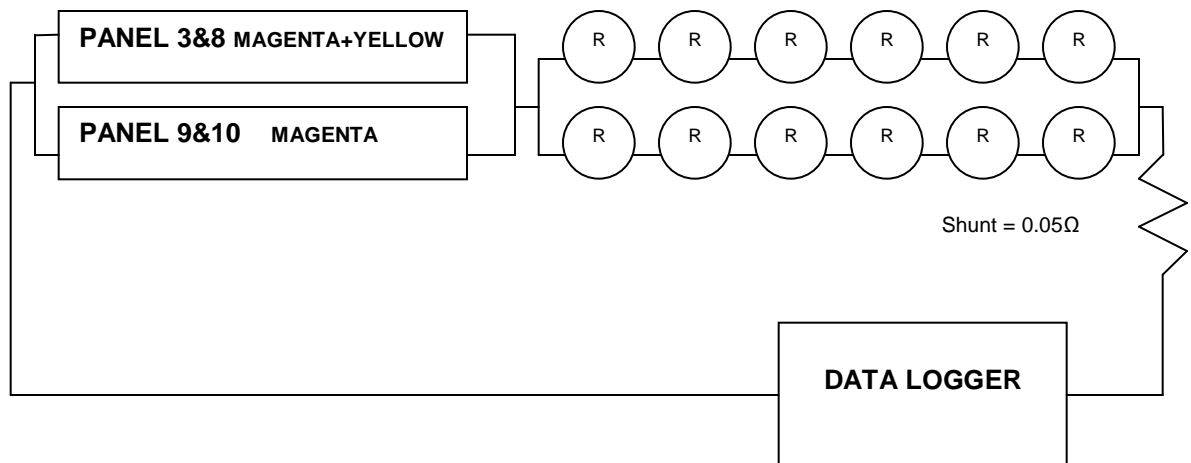 PANEL 3&8 MAGENTA+YELLOW
R R R R R R
PANEL 9&10 MAGENTA
R R R R R R
Shunt = 0.05Ω
DATA LOGGER